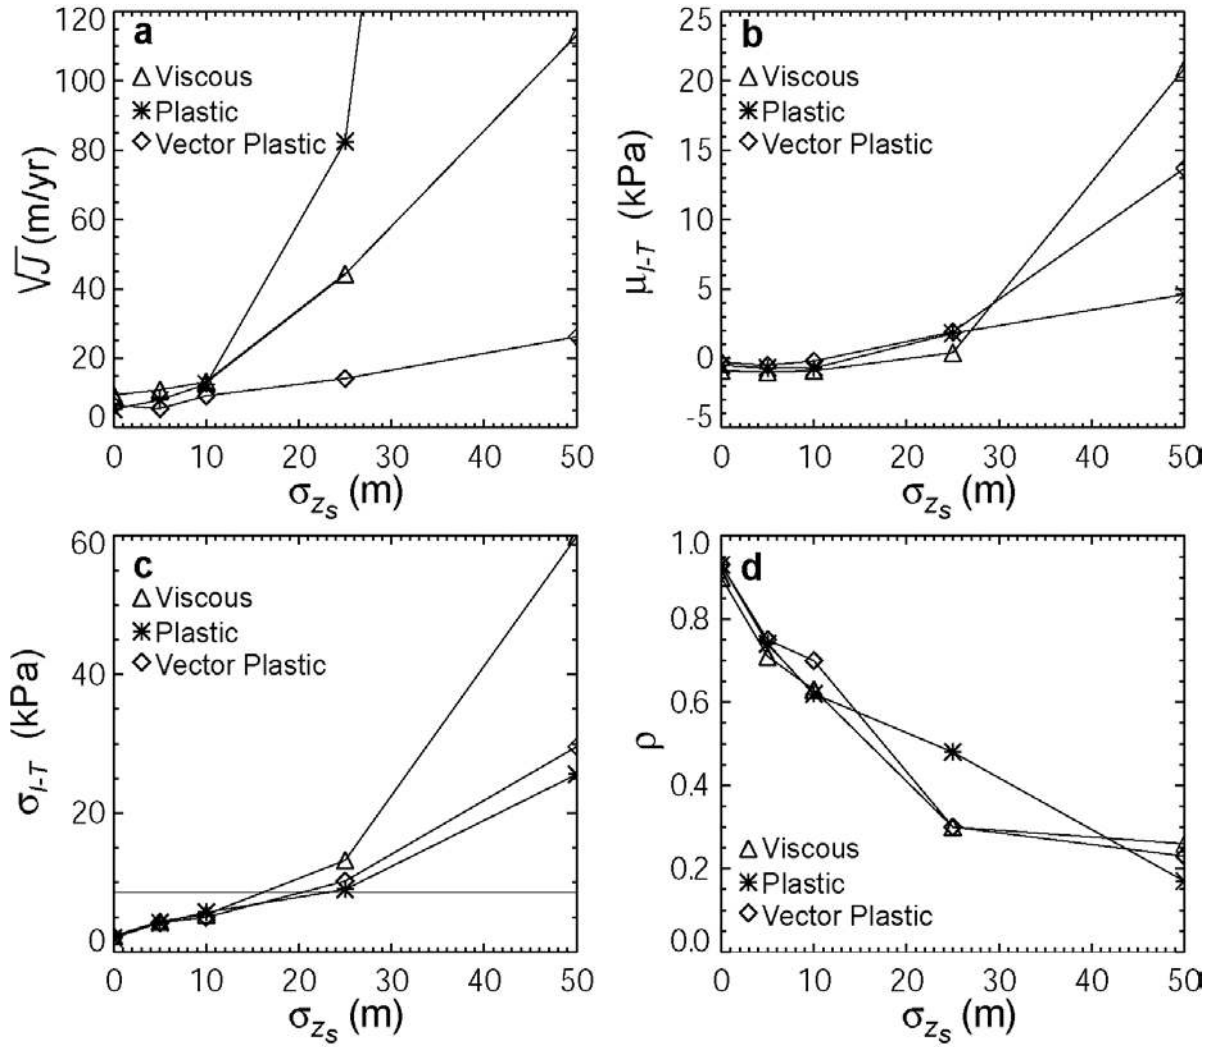 a
Viscous
Plastic
Vector Plastic
√J (m/yr)
120
100
80
60
40
20
0
0 10 20 30 40 50
σzs (m)
b
Viscous
Plastic
Vector Plastic
μI-T (kPa)
25
20
15
10
5
0
-5
0 10 20 30 40 50
σzs (m)
c
Viscous
Plastic
Vector Plastic
σI-T (kPa)
60
40
20
0
0 10 20 30 40 50
σzs (m)
d
Viscous
Plastic
Vector Plastic
ρ
1.0
0.8
0.6
0.4
0.2
0.0
0 10 20 30 40 50
σzs (m)